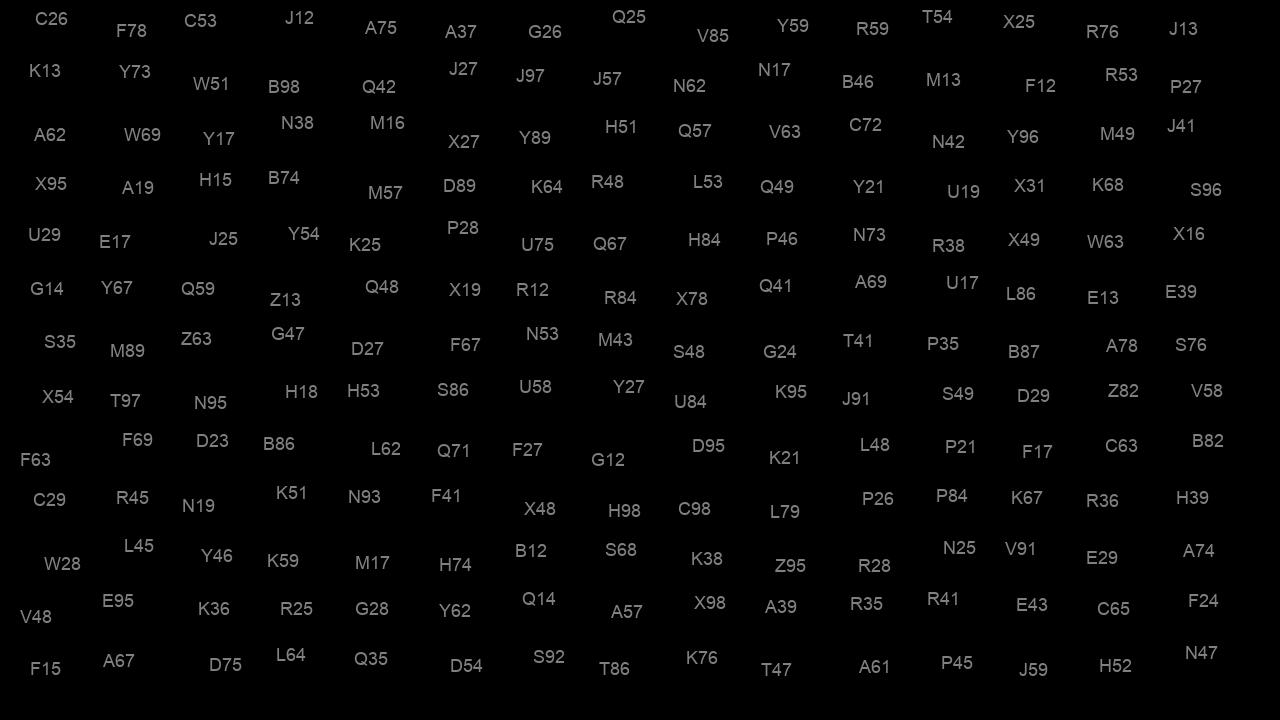 C26 F78 C53 J12 A75 A37 G26 Q25 V85 Y59 R59 T54 X25 R76 J13
K13 Y73 W51 B98 Q42 J27 J97 J57 N62 N17 B46 M13 F12 R53 P27
A62 W69 Y17 N38 M16 X27 Y89 H51 Q57 V63 C72 N42 Y96 M49 J41
X95 A19 H15 B74 M57 D89 K64 R48 L53 Q49 Y21 U19 X31 K68 S96
U29 E17 J25 Y54 K25 P28 U75 Q67 H84 P46 N73 R38 X49 W63 X16
G14 Y67 Q59 Z13 Q48 X19 R12 R84 X78 Q41 A69 U17 L86 E13 E39
S35 M89 Z63 G47 D27 F67 N53 M43 S48 G24 T41 P35 B87 A78 S76
X54 T97 N95 H18 H53 S86 U58 Y27 U84 K95 J91 S49 D29 Z82 V58
F63 F69 D23 B86 L62 Q71 F27 G12 D95 K21 L48 P21 F17 C63 B82
C29 R45 N19 K51 N93 F41 X48 H98 C98 L79 P26 P84 K67 R36 H39
W28 L45 Y46 K59 M17 H74 B12 S68 K38 Z95 R28 N25 V91 E29 A74
V48 E95 K36 R25 G28 Y62 Q14 A57 X98 A39 R35 R41 E43 C65 F24
F15 A67 D75 L64 Q35 D54 S92 T86 K76 T47 A61 P45 J59 H52 N47